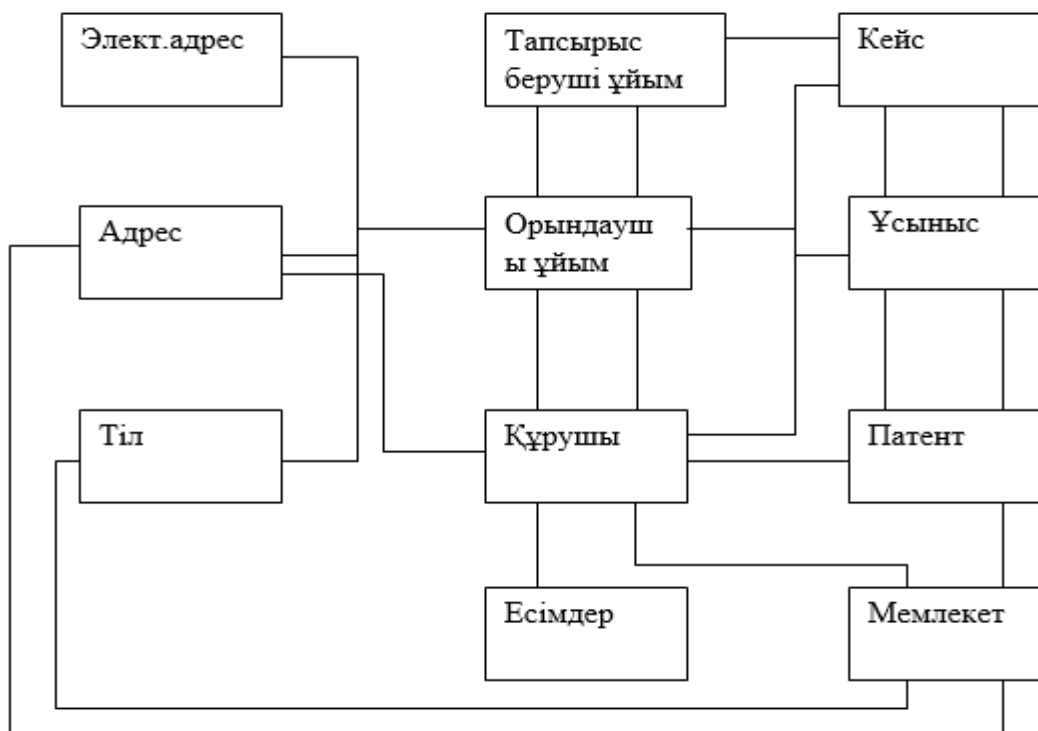 Элект.адрес
Тапсырыс
беруші ұйым
Кейс
Адрес
Орындауш
ы ұйым
Ұсыныс
Тіл
Құрушы
Патент
Есімдер
Мемлекет